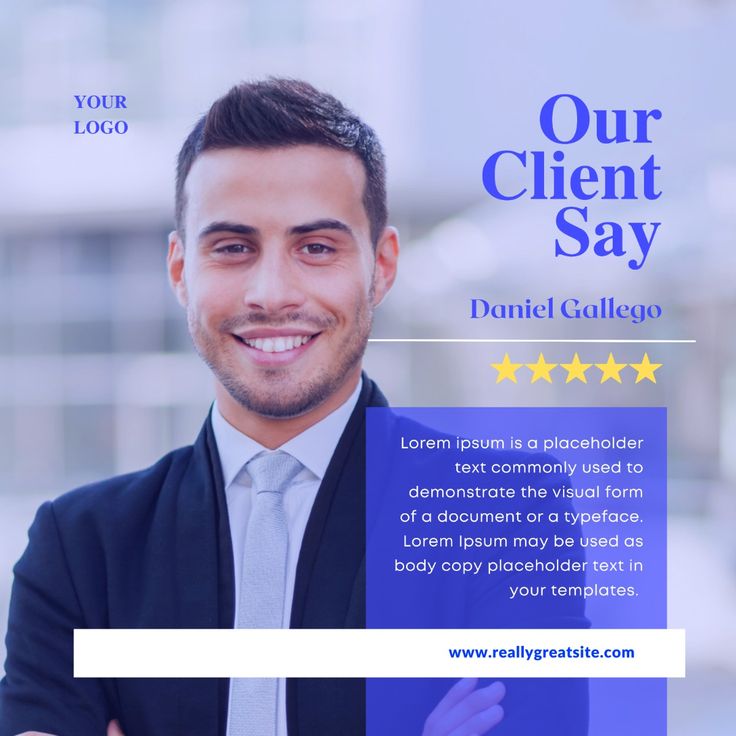 YOUR
LOGO
Our
Client
Say
Daniel Gallego
Lorem ipsum is a placeholder
text commonly used to
demonstrate the visual form
of a document or a typeface.
Lorem Ipsum may be used as
body copy placeholder text in
your templates.
www.reallygreatsite.com